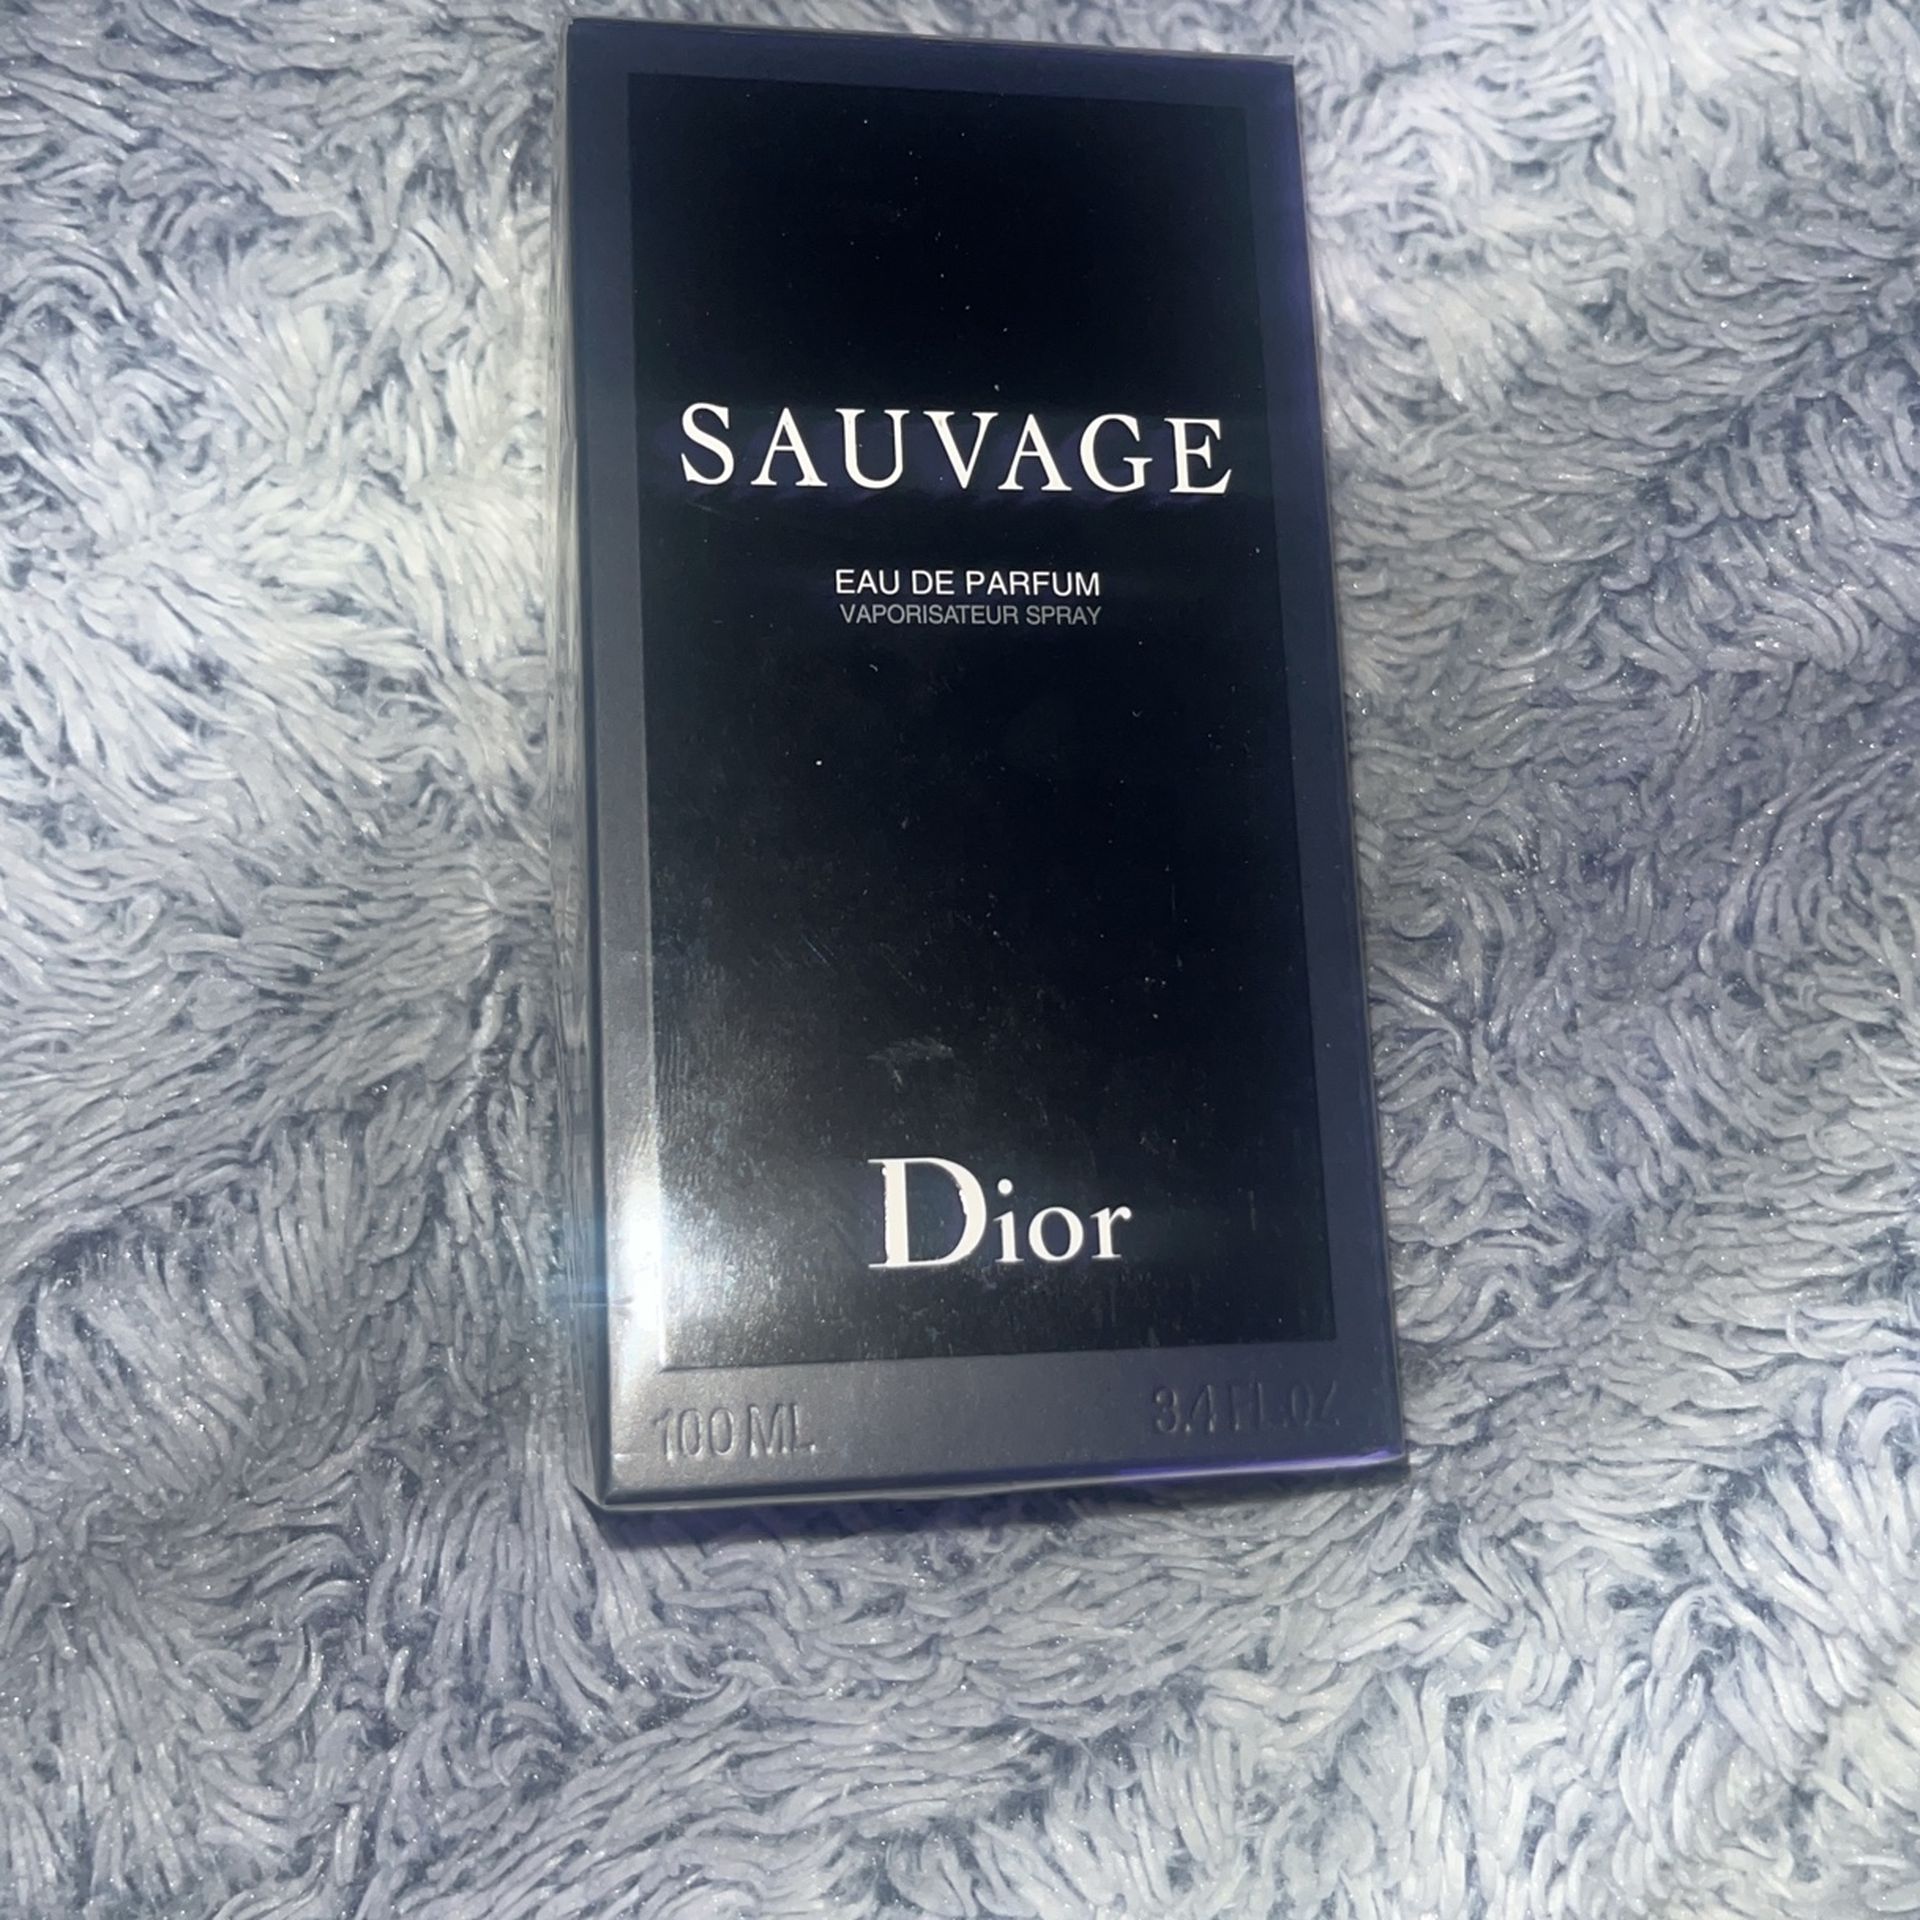 SAUVAGE
EAU DE PARFUM
VAPORISATEUR SPRAY
Dior
100 ML 3.4 FL.OZ